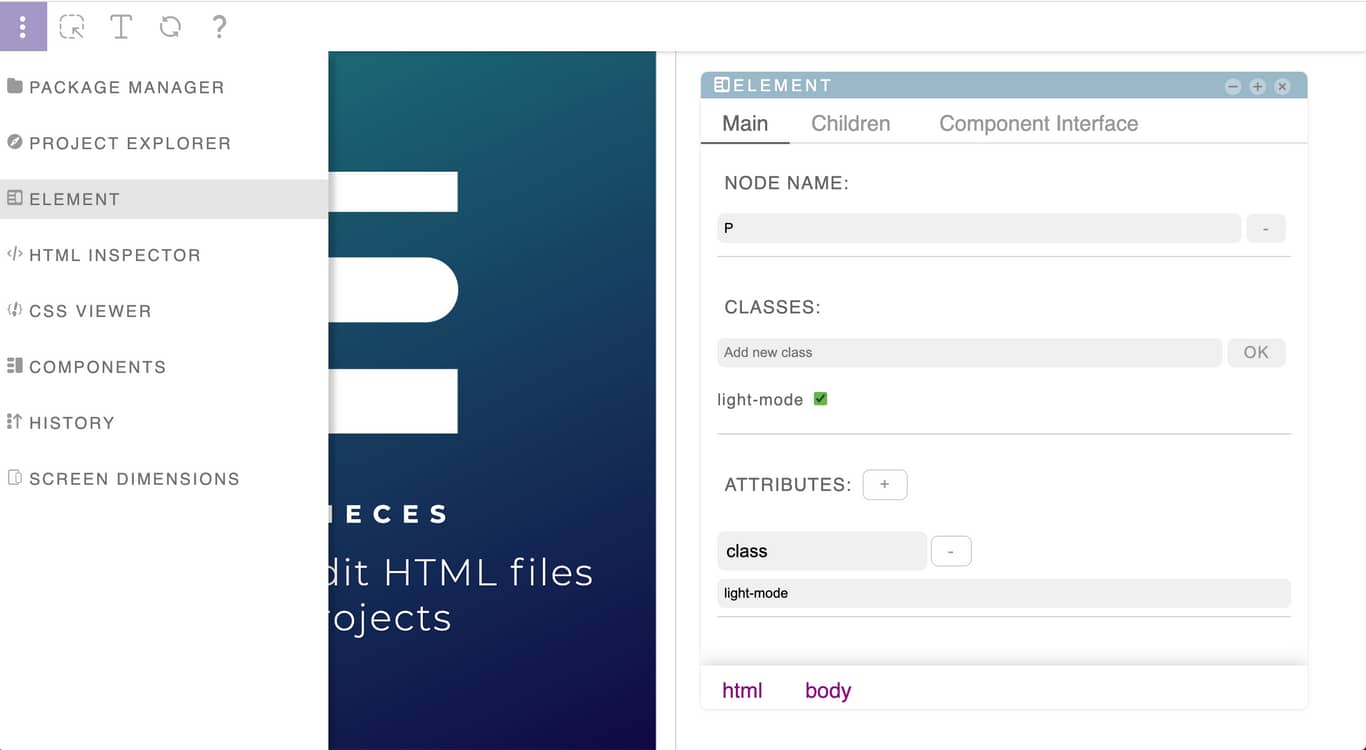 PACKAGE MANAGER
PROJECT EXPLORER
ELEMENT
HTML INSPECTOR
CSS VIEWER
COMPONENTS
HISTORY
SCREEN DIMENSIONS
IECES
dit HTML files
rojects
ELEMENT
Main Children Component Interface
NODE NAME:
P -
CLASSES:
Add new class OK
light-mode
ATTRIBUTES: +
class -
light-mode
html body